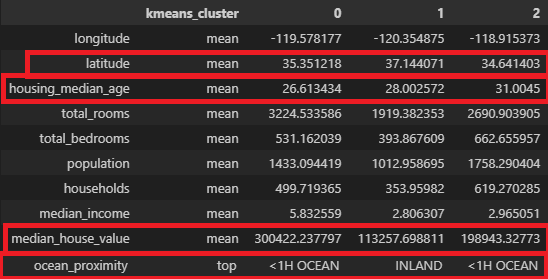 kmeans_cluster 0 1 2
longitude mean -119.578177 -120.354875 -118.915373
latitude mean 35.351218 37.144071 34.641403
housing_median_age mean 26.613434 28.002572 31.0045
total_rooms mean 3224.533586 1919.382353 2690.903905
total_bedrooms mean 531.162039 393.867609 662.655957
population mean 1433.094419 1012.958695 1758.290404
households mean 499.719365 353.95982 619.270285
median_income mean 5.832559 2.806307 2.965051
median_house_value mean 300422.237797 113257.698811 198943.32773
ocean_proximity top <1H OCEAN INLAND <1H OCEAN